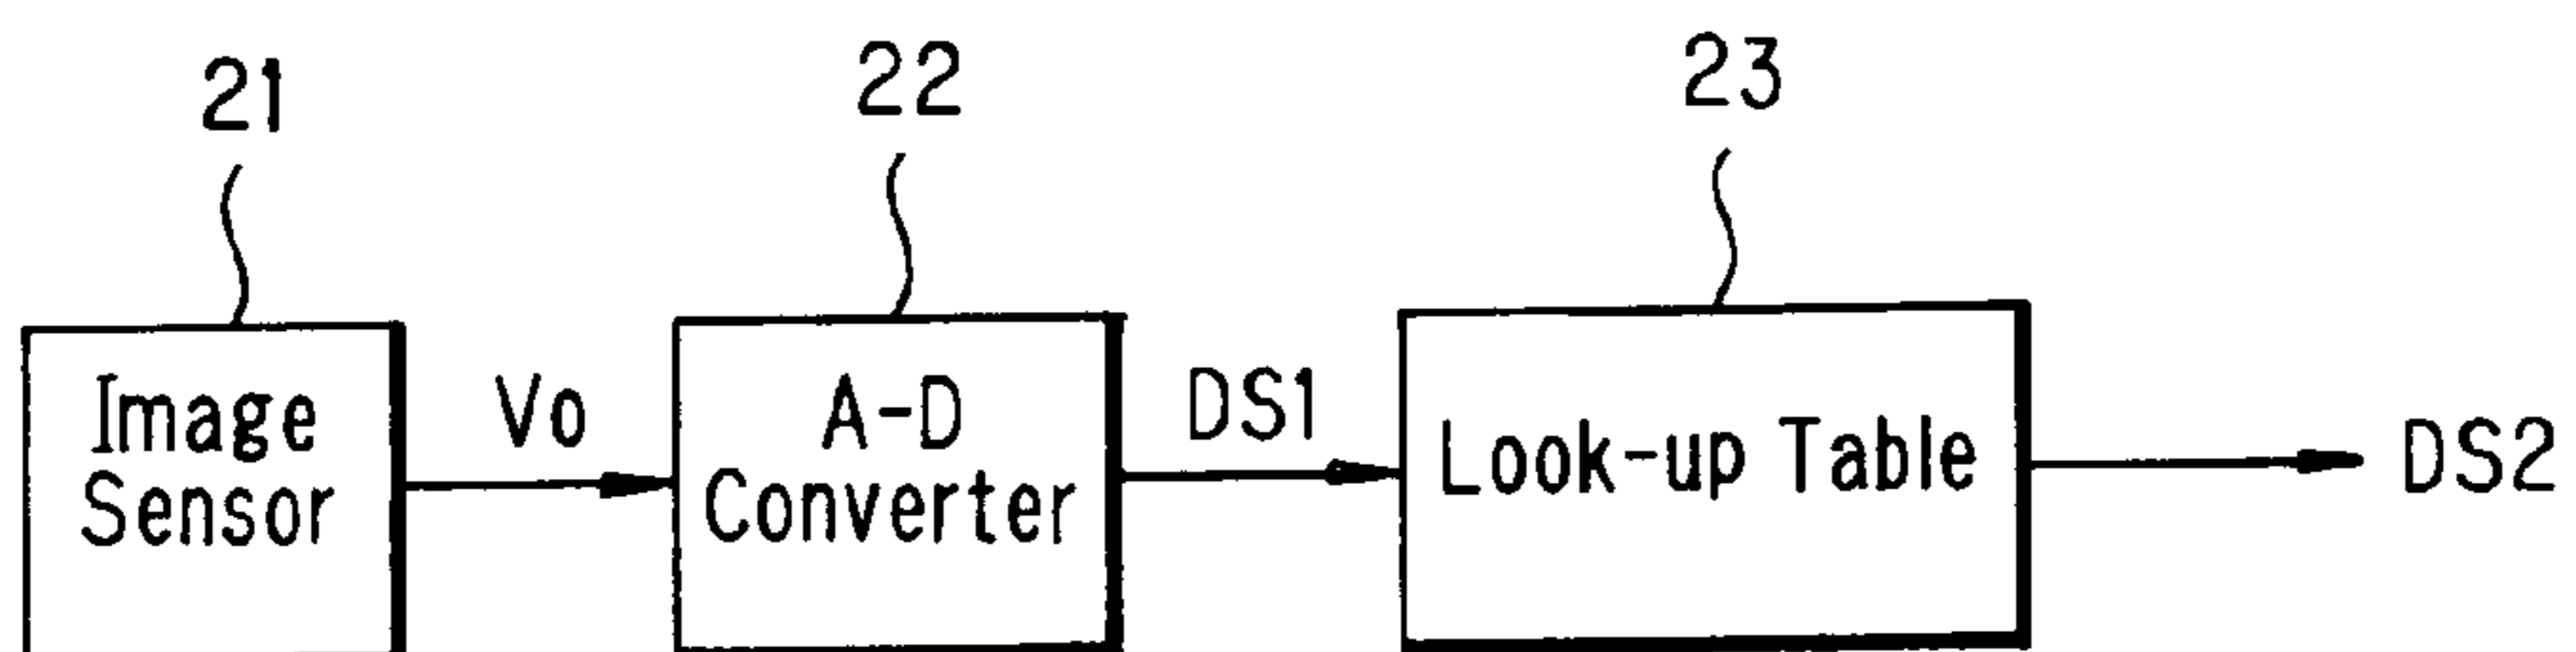 21
22
23
Image
Sensor
Vo
A-D
Converter
DS1
Look-up Table
DS2